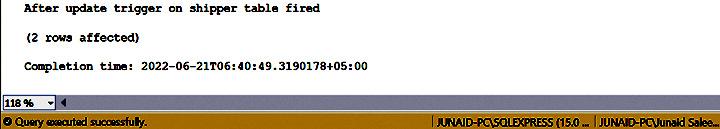 After update trigger on shipper table fired
(2 rows affected)
Completion time: 2022-06-21T06:40:49.3190178+05:00
118 %
Query executed successfully.
JUNAID-PC\SQLEXPRESS (15.0 ...
JUNAID-PC\Junaid Salee...